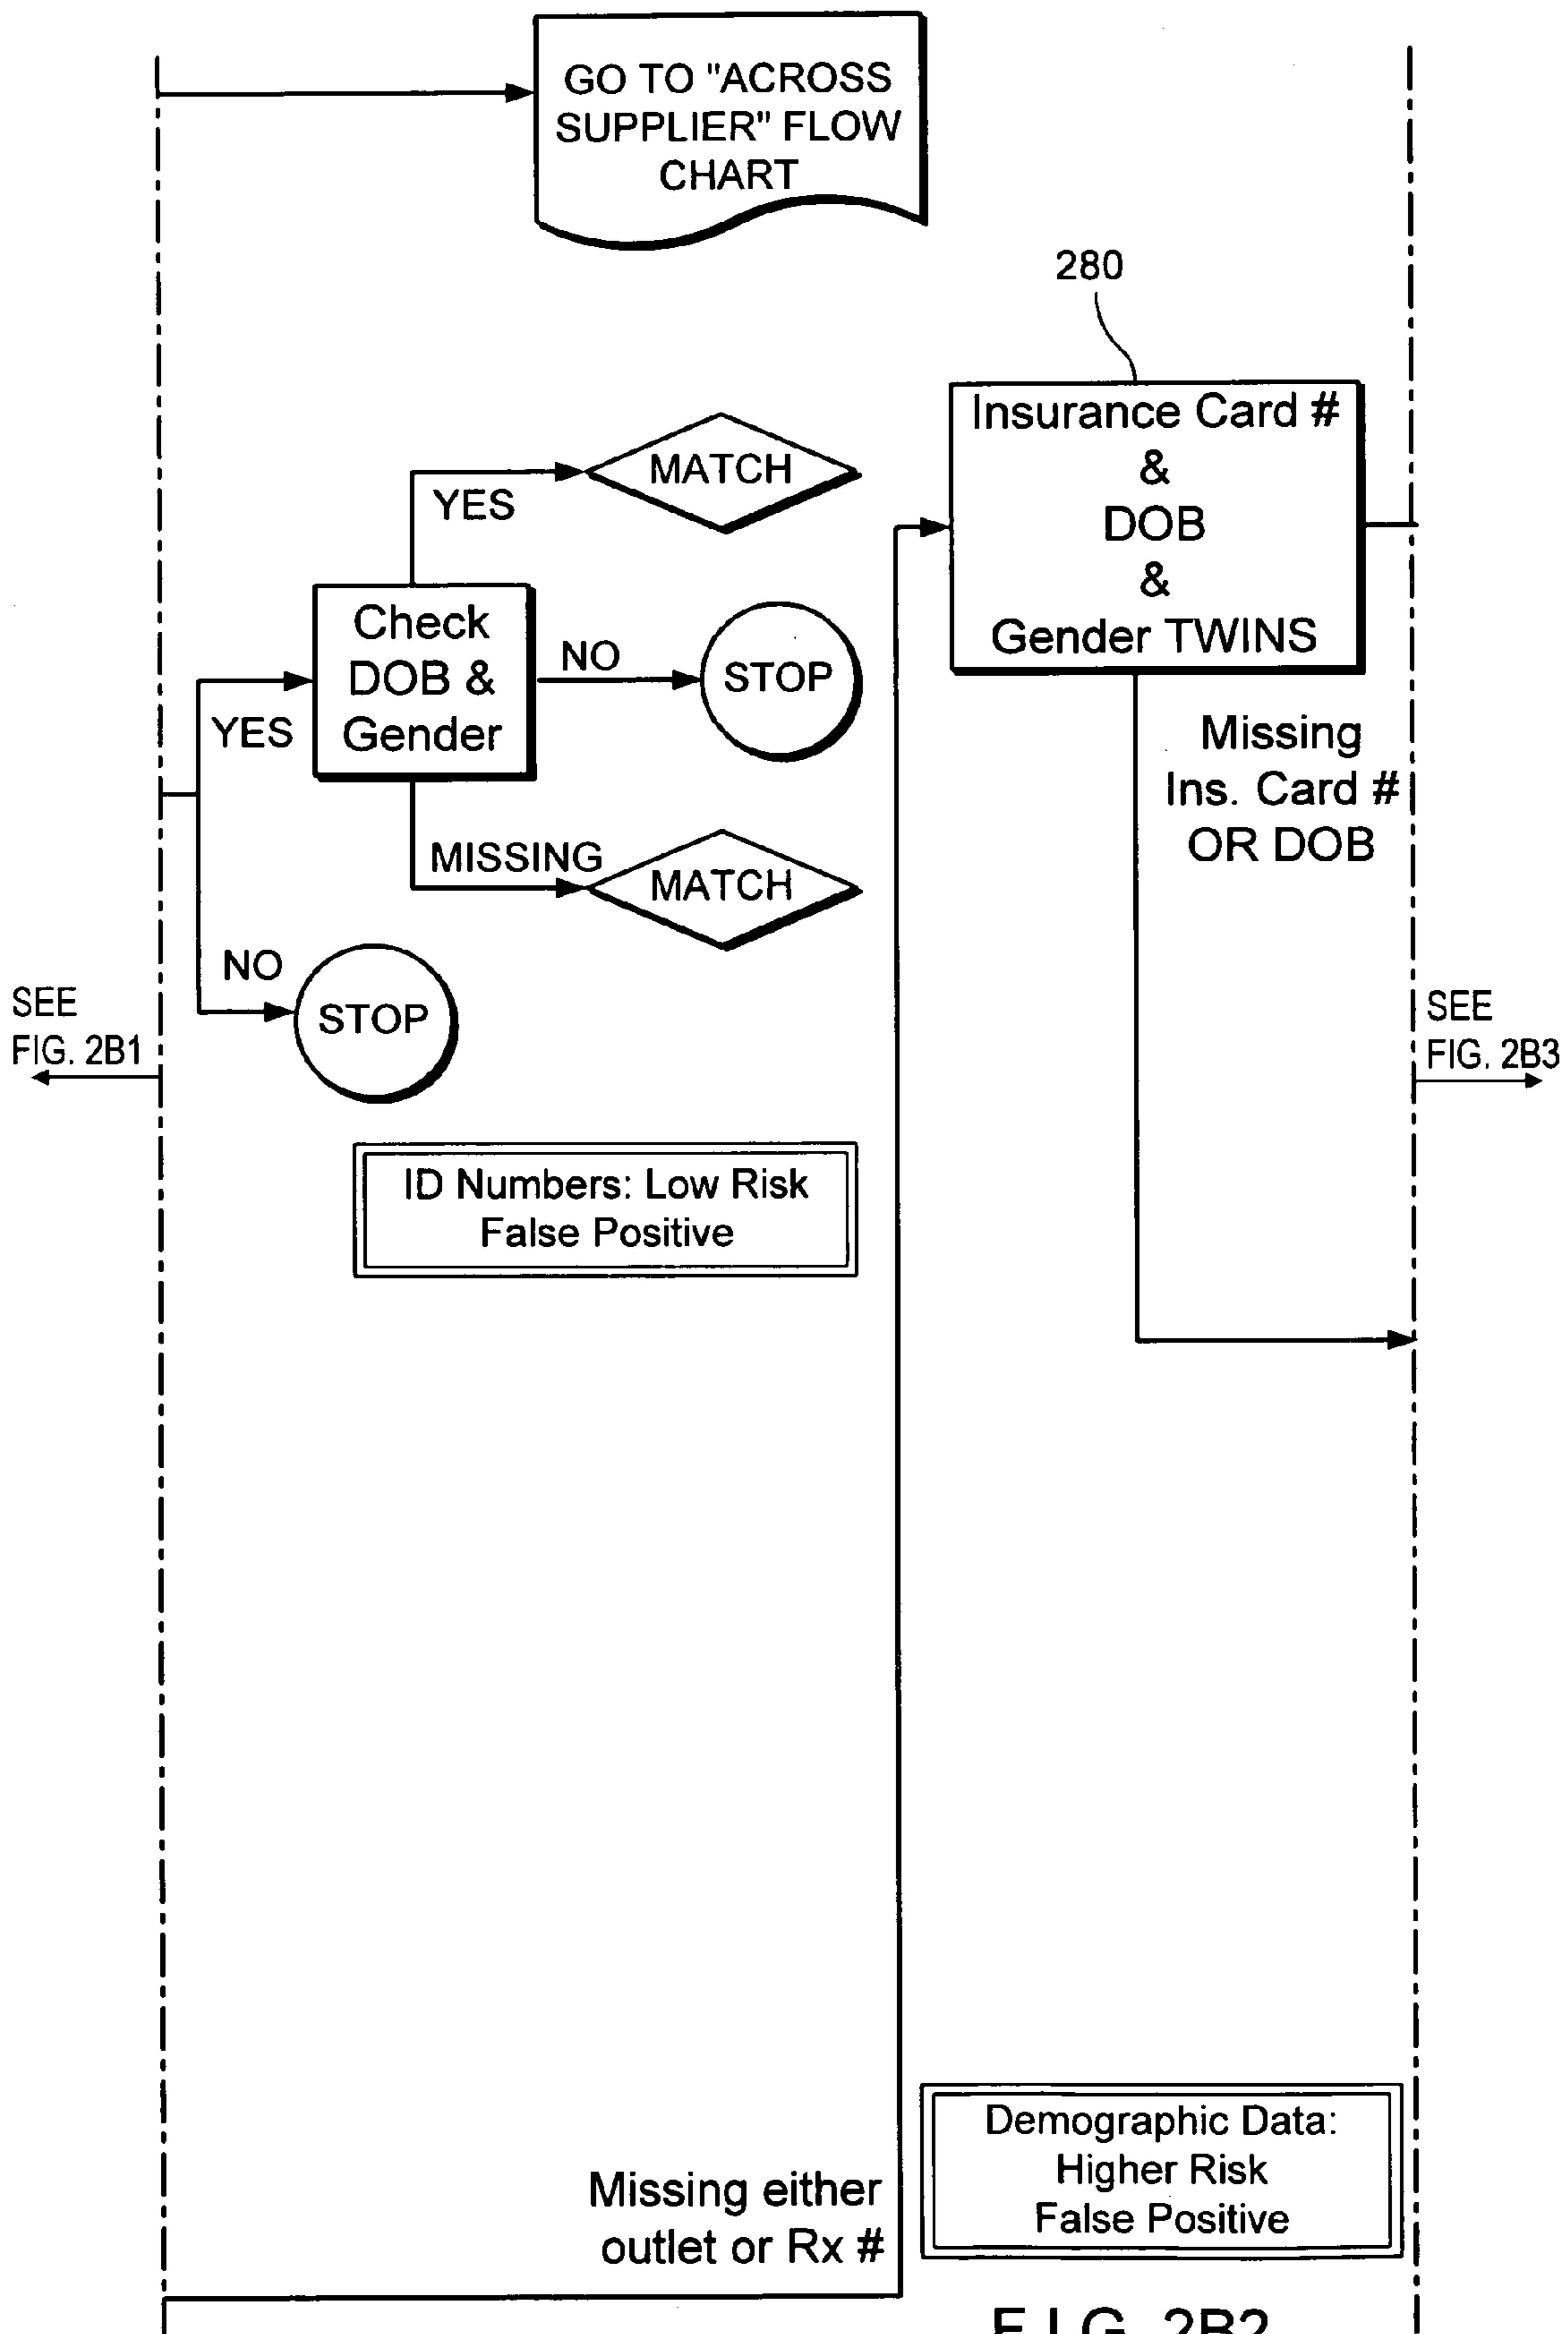 GO TO "ACROSS
SUPPLIER" FLOW
CHART
280
Insurance Card #
&
DOB
&
Gender TWINS
MATCH
YES
Check
DOB &
Gender
NO
STOP
YES
Missing
Ins. Card #
OR DOB
MISSING
MATCH
NO
STOP
SEE
FIG. 2B1
SEE
FIG. 2B3
ID Numbers: Low Risk
False Positive
Demographic Data:
Higher Risk
False Positive
Missing either
outlet or Rx #
FIG. 2B2